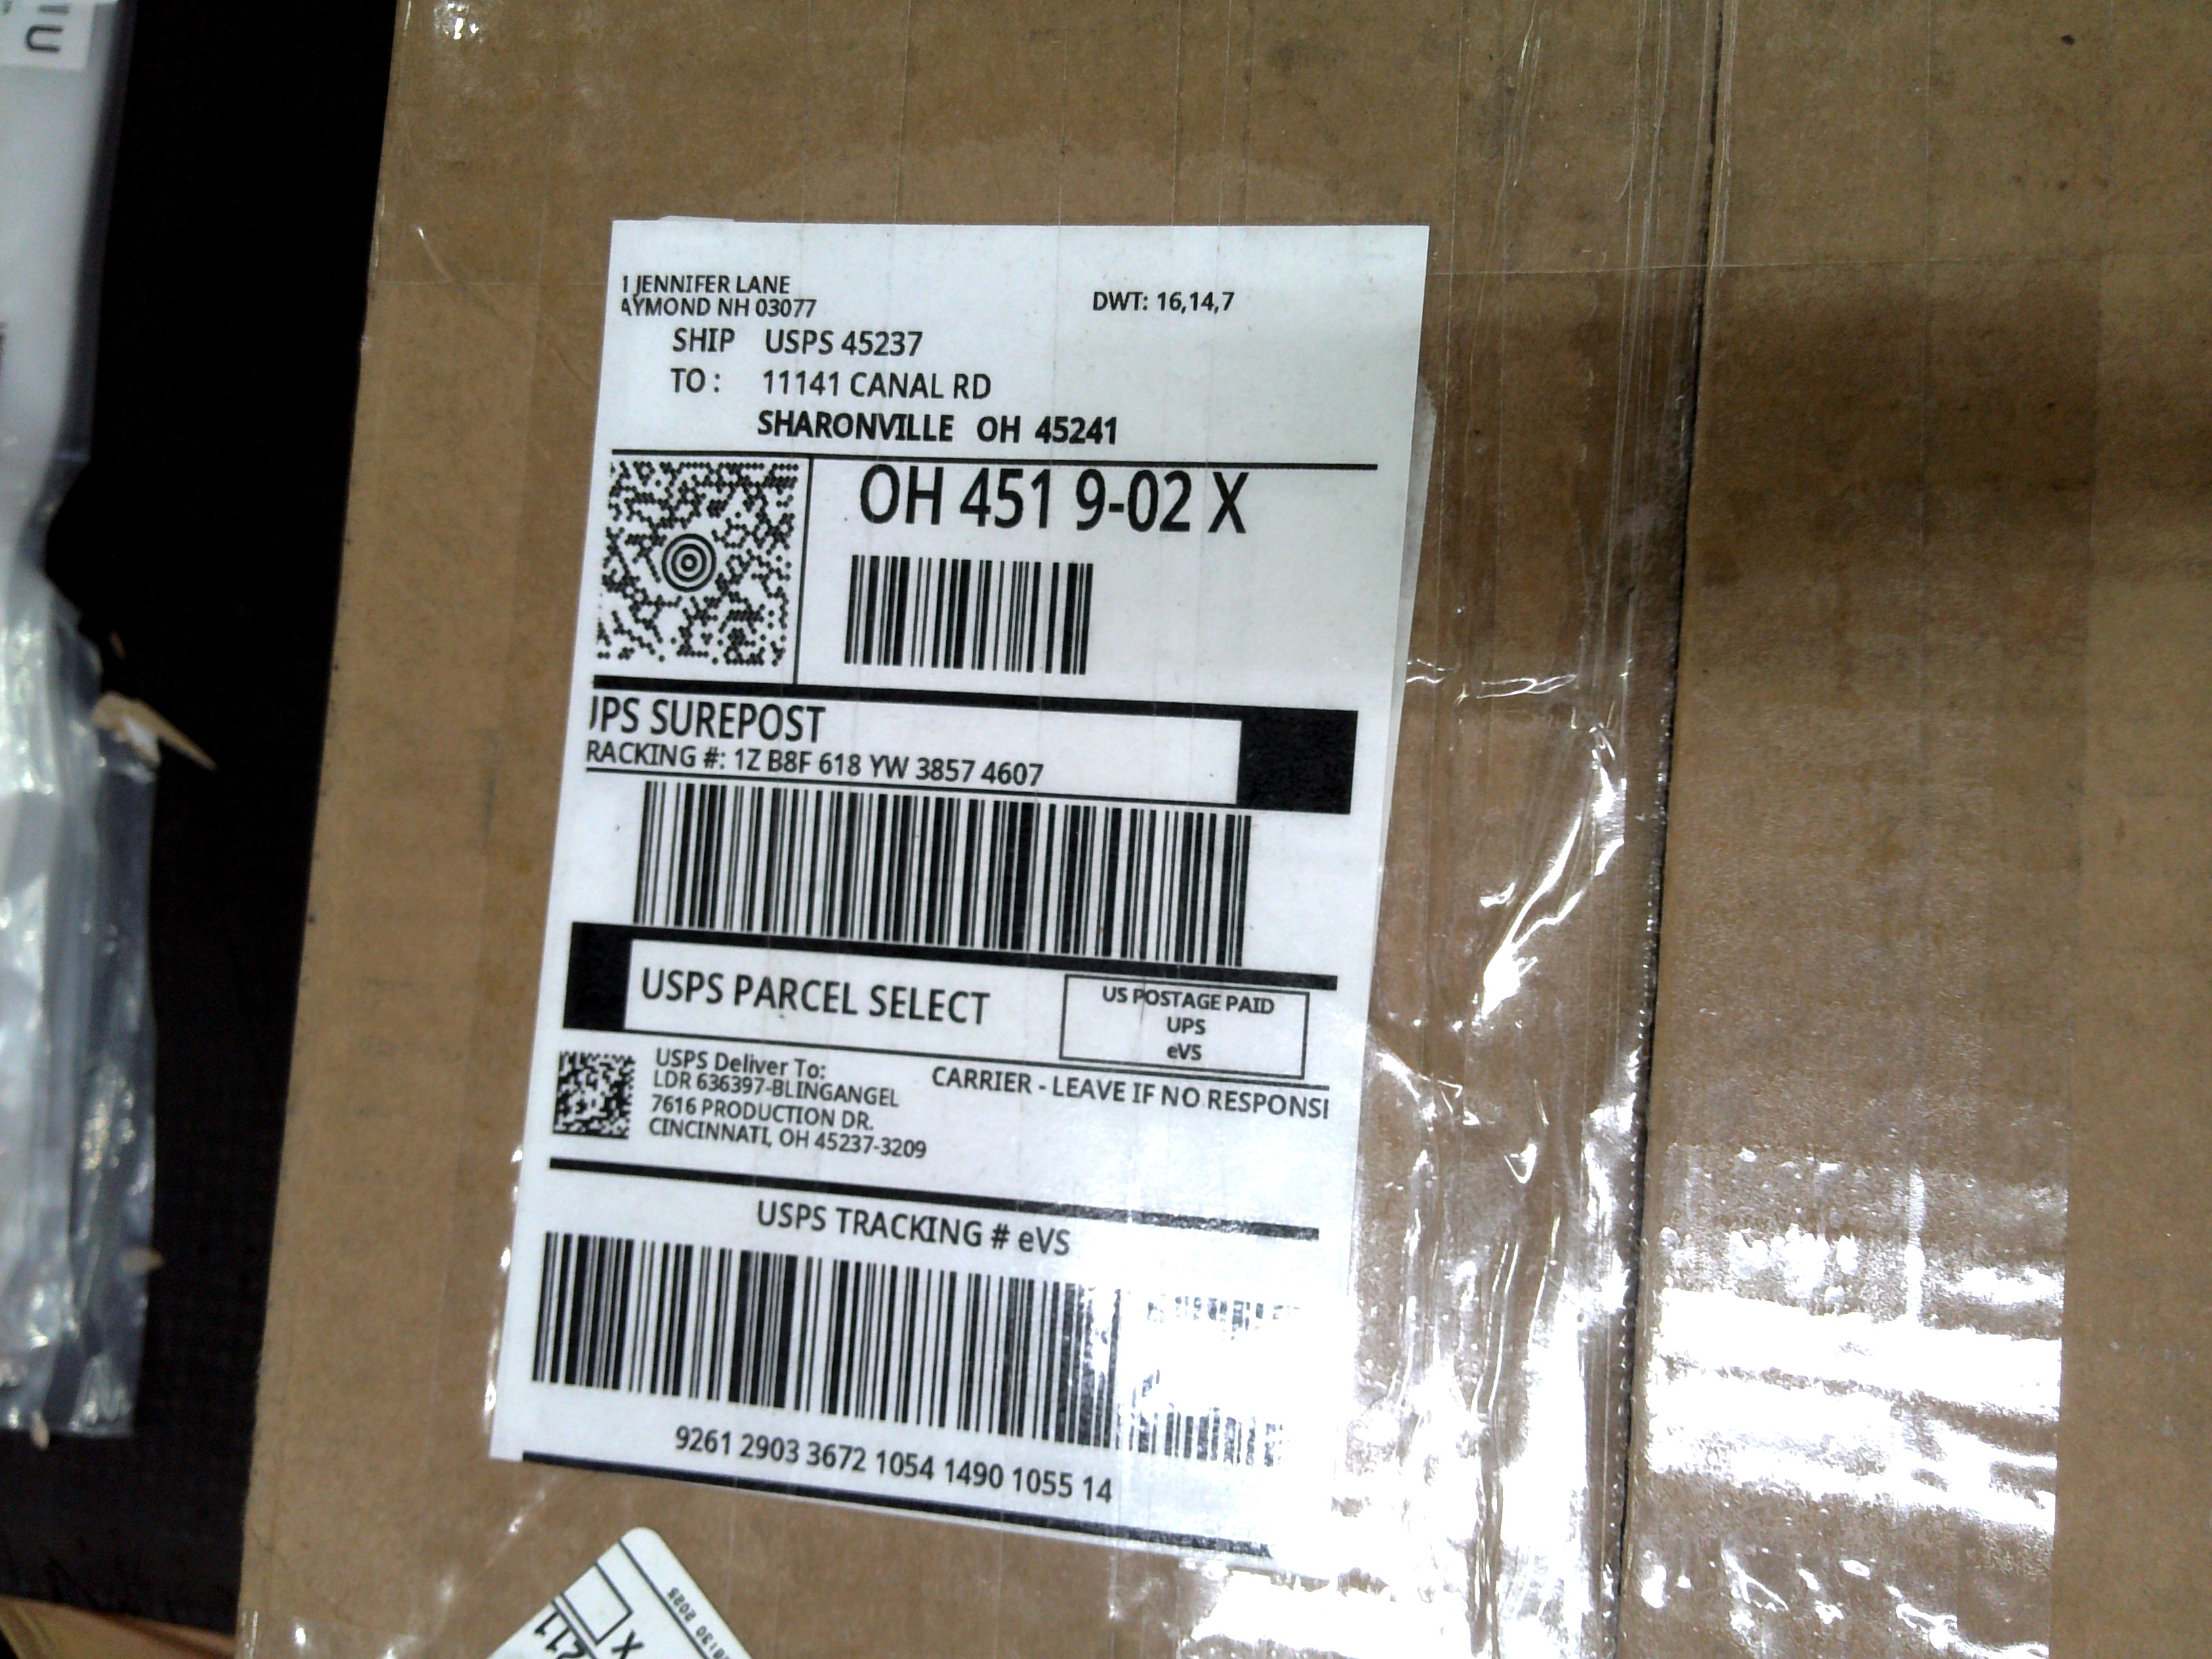 1 JENNIFER LANE
AYMOND NH 03077
DWT: 16,14,7
SHIP USPS 45237
TO : 11141 CANAL RD
SHARONVILLE OH 45241
OH 451 9-02 X
UPS SUREPOST
RACKING #: 1Z B8F 618 YW 3857 4607
USPS PARCEL SELECT
US POSTAGE PAID
UPS
eVS
USPS Deliver To:
LDR 636397-BLINGANGEL
7616 PRODUCTION DR.
CINCINNATI, OH 45237-3209
CARRIER - LEAVE IF NO RESPONSE
USPS TRACKING # eVS
9261 2903 3672 1054 1490 1055 14
X